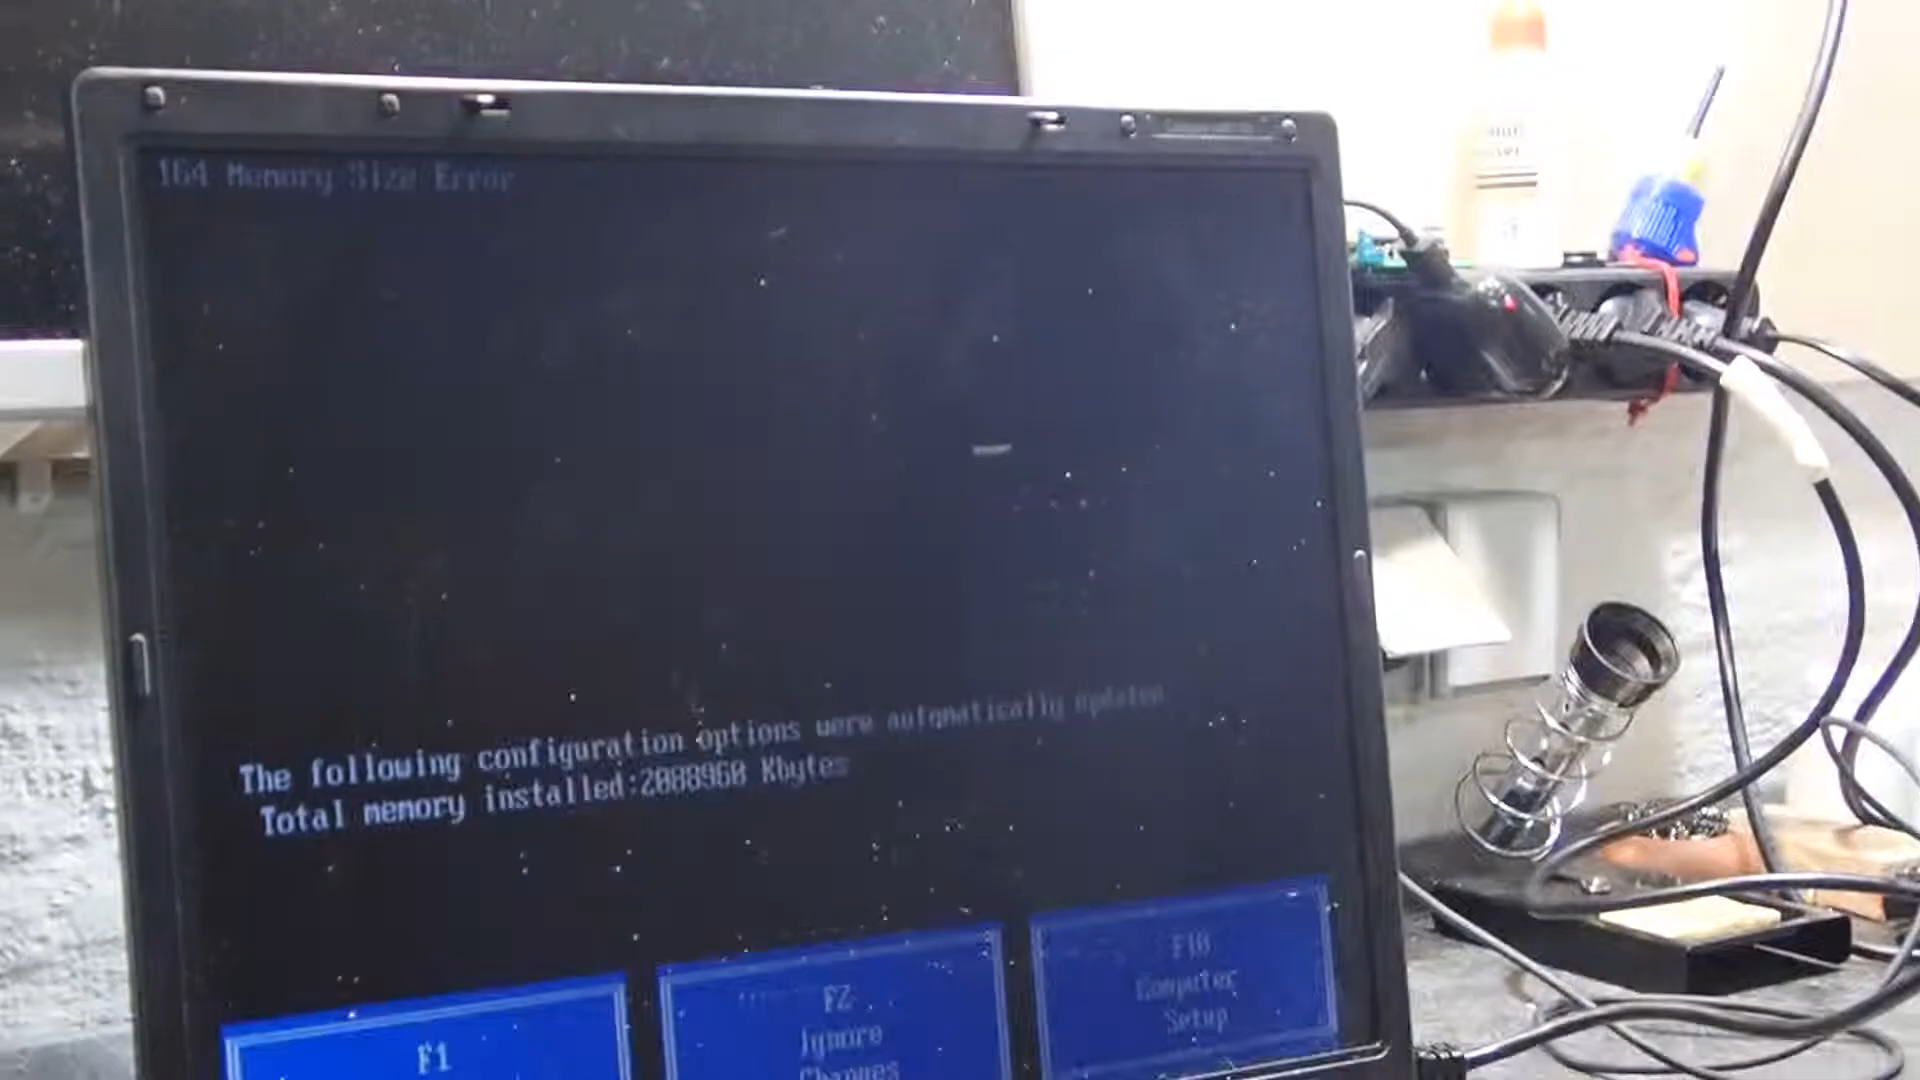 164 Memory Size Error
The following configuration options were automatically updated
Total memory installed:2088960 Kbytes
F1
F2
Ignore
Changes
F10
Computer
Setup